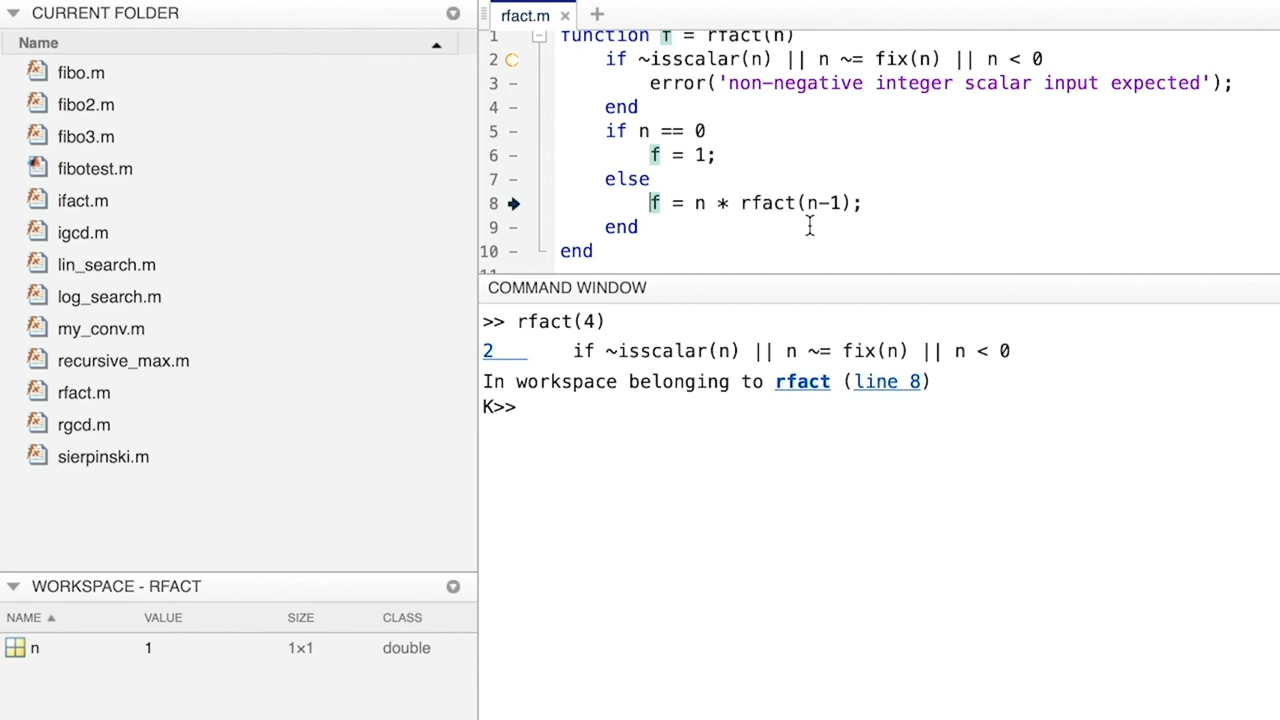 CURRENT FOLDER
Name
fibo.m
fibo2.m
fibo3.m
fibotest.m
ifact.m
igcd.m
lin_search.m
log_search.m
my_conv.m
recursive_max.m
rfact.m
rgcd.m
sierpinski.m
WORKSPACE - RFACT
NAME VALUE SIZE CLASS
n 1 1×1 double
rfact.m × +
1 function f = rfact(n)
2 if ~isscalar(n) || n ~= fix(n) || n < 0
3 – error('non-negative integer scalar input expected');
4 – end
5 – if n == 0
6 – f = 1;
7 – else
8 f = n * rfact(n-1);
9 – end
10 – end
11
COMMAND WINDOW
>> rfact(4)
2 if ~isscalar(n) || n ~= fix(n) || n < 0
In workspace belonging to rfact (line 8)
K>>